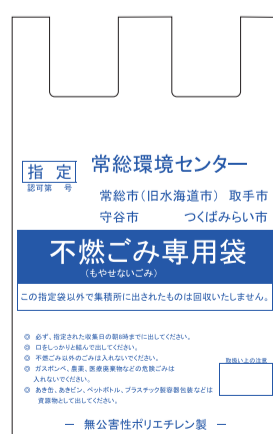 指 定
認可第　号
常総環境センター
常総市(旧水海道市) 取手市
守谷市 つくばみらい市
不燃ごみ専用袋
(もやせないごみ)
この指定袋以外で集積所に出されたものは回収いたしません。
◎ 必ず、指定された収集日の朝8時までに出してください。
◎ 口をしっかりと結んで出してください。
◎ 不燃ごみ以外のごみは入れないでください。
◎ ガスボンベ、農薬、医療廃棄物などの危険ごみは
入れないでください。
◎ あき缶、あきビン、ペットボトル、プラスチック製容器包装などは
資源物として出してください。
取扱い上の注意
― 無公害性ポリエチレン製 ―